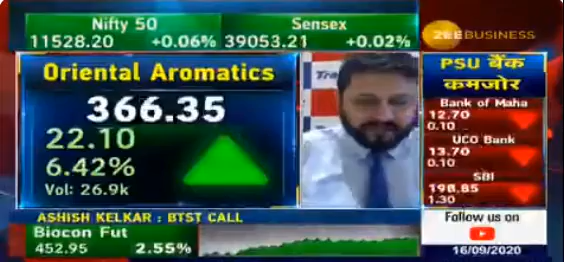 Nifty 50
11528.20 +0.06%
Sensex
39053.21 +0.02%
ZEE BUSINESS
Oriental Aromatics
366.35
22.10
6.42%
Vol: 26.9k
PSU बैंक
कमजोर
Bank of Maha
12.70
0.10
UCO Bank
13.70
0.10
SBI
198.85
1.30
ASHISH KELKAR : BTST CALL
Biocon Fut
452.95 2.55%
Follow us on
16/09/2020